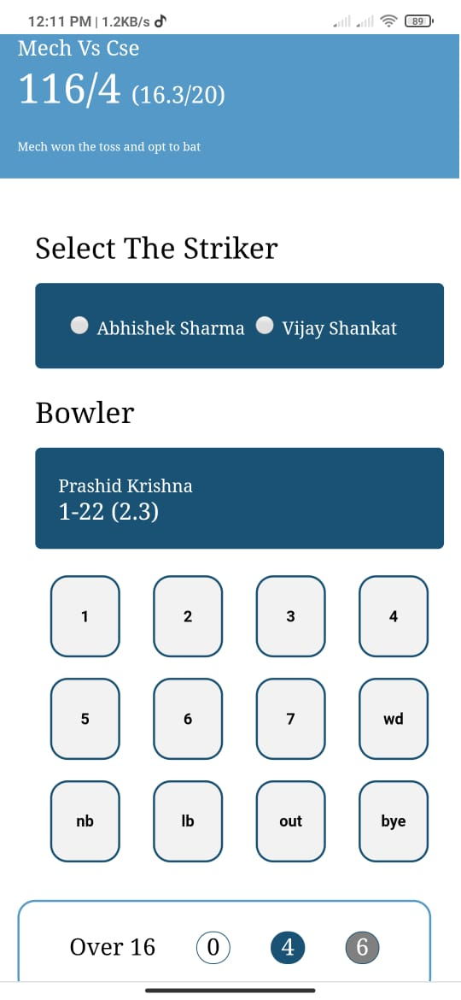 12:11 PM | 1.2KB/s
89
Mech Vs Cse
116/4 (16.3/20)
Mech won the toss and opt to bat
Select The Striker
Abhishek Sharma Vijay Shankat
Bowler
Prashid Krishna
1-22 (2.3)
1 2 3 4
5 6 7 wd
nb lb out bye
Over 16 0 4 6